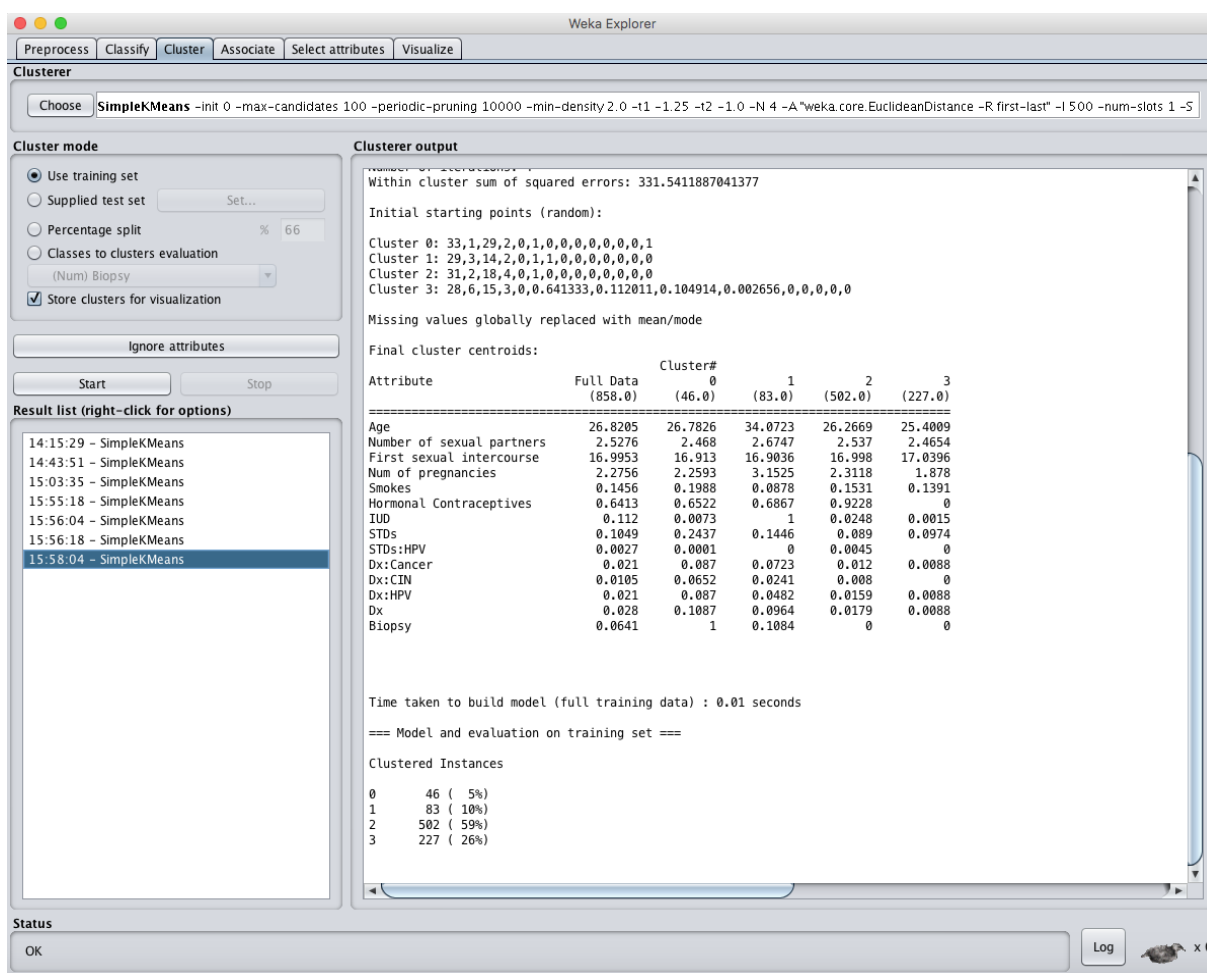 Weka Explorer
Preprocess Classify Cluster Associate Select attributes Visualize
Clusterer
Choose SimpleKMeans -init 0 -max-candidates 100 -periodic-pruning 10000 -min-density 2.0 -t1 -1.25 -t2 -1.0 -N 4 -A "weka.core.EuclideanDistance -R first-last" -I 500 -num-slots 1 -S
Cluster mode
Use training set
Supplied test set Set...
Percentage split % 66
Classes to clusters evaluation
(Num) Biopsy
Store clusters for visualization
Ignore attributes
Start Stop
Result list (right-click for options)
14:15:29 - SimpleKMeans
14:43:51 - SimpleKMeans
15:03:35 - SimpleKMeans
15:55:18 - SimpleKMeans
15:56:04 - SimpleKMeans
15:56:18 - SimpleKMeans
15:58:04 - SimpleKMeans
Clusterer output
Number of iterations:
Within cluster sum of squared errors: 331.5411887041377
Initial starting points (random):
Cluster 0: 33,1,29,2,0,1,0,0,0,0,0,0,0,1
Cluster 1: 29,3,14,2,0,1,1,0,0,0,0,0,0,0
Cluster 2: 31,2,18,4,0,1,0,0,0,0,0,0,0,0
Cluster 3: 28,6,15,3,0,0.641333,0.112011,0.104914,0.002656,0,0,0,0,0
Missing values globally replaced with mean/mode
Final cluster centroids:
Cluster#
Attribute Full Data 0 1 2 3
(858.0) (46.0) (83.0) (502.0) (227.0)
==================================================================================
Age 26.8205 26.7826 34.0723 26.2669 25.4009
Number of sexual partners 2.5276 2.468 2.6747 2.537 2.4654
First sexual intercourse 16.9953 16.913 16.9036 16.998 17.0396
Num of pregnancies 2.2756 2.2593 3.1525 2.3118 1.878
Smokes 0.1456 0.1988 0.0878 0.1531 0.1391
Hormonal Contraceptives 0.6413 0.6522 0.6867 0.9228 0
IUD 0.112 0.0073 1 0.0248 0.0015
STDs 0.1049 0.2437 0.1446 0.089 0.0974
STDs:HPV 0.0027 0.0001 0 0.0045 0
Dx:Cancer 0.021 0.087 0.0723 0.012 0.0088
Dx:CIN 0.0105 0.0652 0.0241 0.008 0
Dx:HPV 0.021 0.087 0.0482 0.0159 0.0088
Dx 0.028 0.1087 0.0964 0.0179 0.0088
Biopsy 0.0641 1 0.1084 0 0
Time taken to build model (full training data) : 0.01 seconds
=== Model and evaluation on training set ===
Clustered Instances
0 46 ( 5%)
1 83 ( 10%)
2 502 ( 59%)
3 227 ( 26%)
Status
OK
Log x